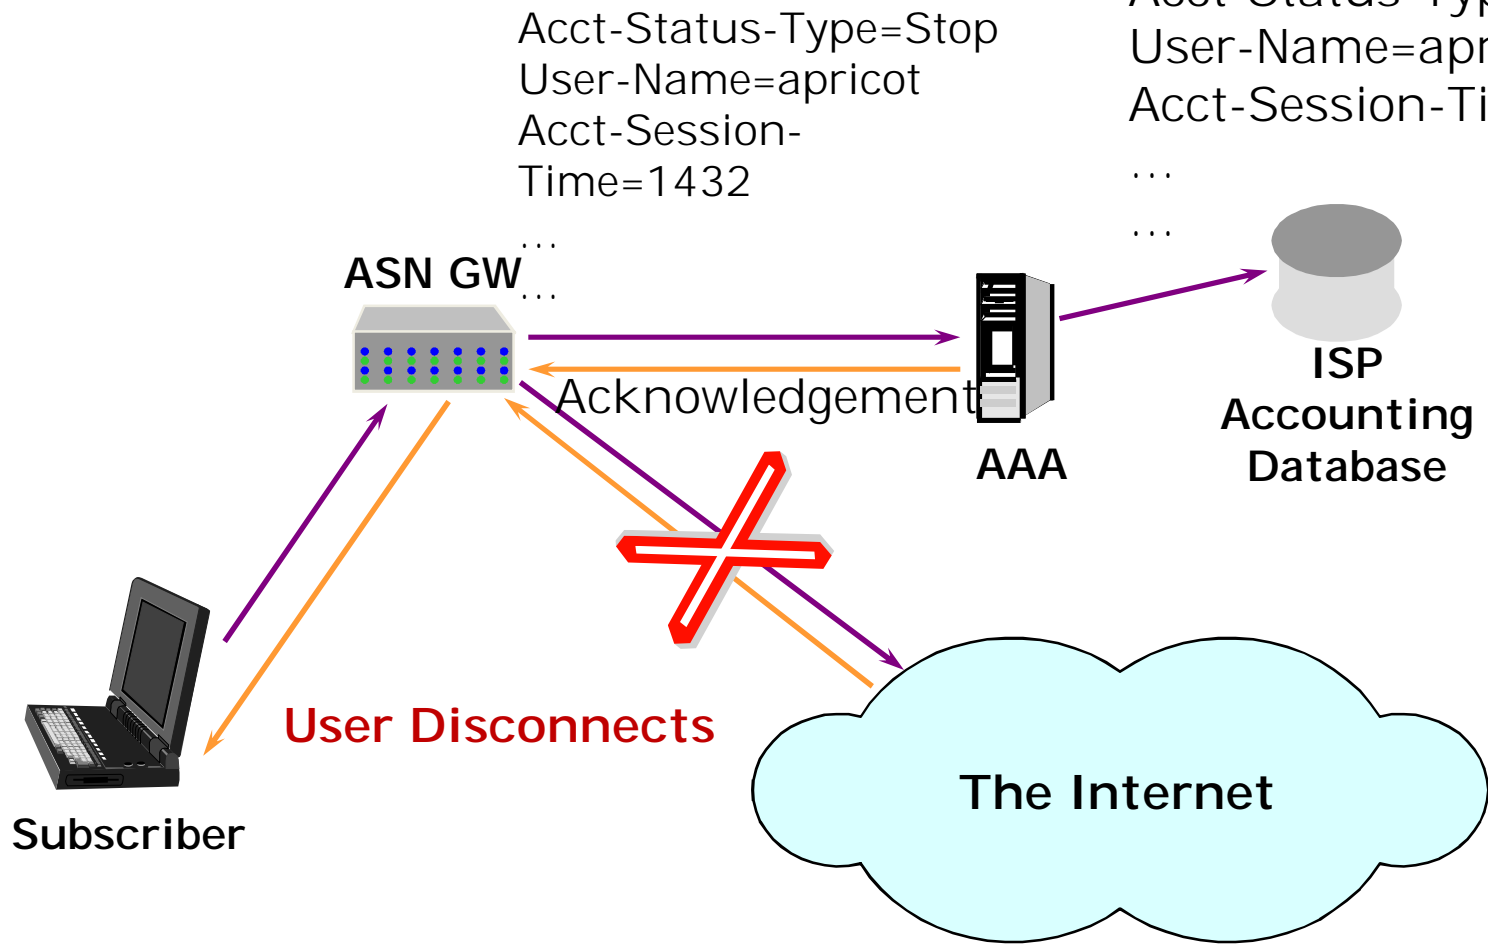 Acct-Status-Type=Stop
User-Name=apricot
Acct-Session-
Time=1432
...
...
User-Name=apr
Acct-Session-Ti
...
...
ASN GW
Acknowledgement
AAA
ISP
Accounting
Database
User Disconnects
The Internet
Subscriber